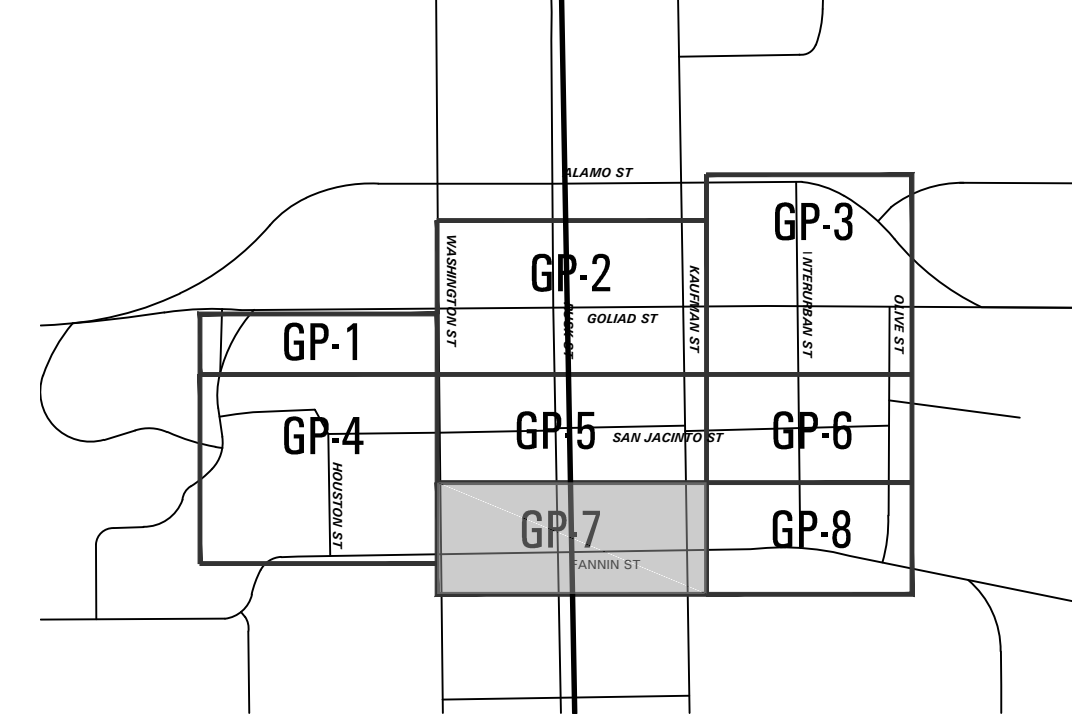 ALAMO ST
GP-3
WASHINGTON ST
GP-2
KAUFMAN ST
INTERURBAN ST
OLIVE ST
GOLIAD ST
GP-1
GP-4
GP-5
SAN JACINTO ST
GP-6
HOUSTON ST
GP-7
GP-8
FANNIN ST